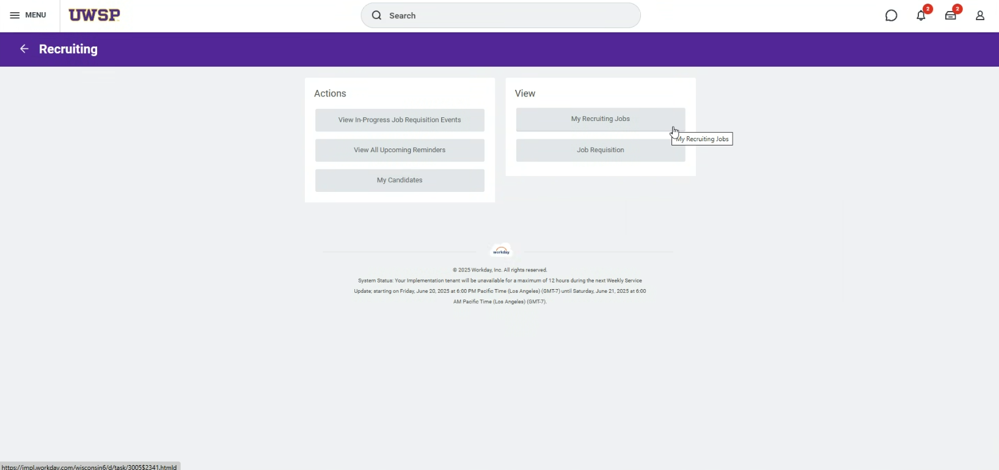 MENU
UWSP
Search
2
2
Recruiting
Actions
View In-Progress Job Requisition Events
View All Upcoming Reminders
My Candidates
View
My Recruiting Jobs
My Recruiting Jobs
Job Requisition
workday
© 2025 Workday, Inc. All rights reserved.
System Status: Your Implementation tenant will be unavailable for a maximum of 12 hours during the next Weekly Service
Update; starting on Friday, June 20, 2025 at 6:00 PM Pacific Time (Los Angeles) (GMT-7) until Saturday, June 21, 2025 at 6:00
AM Pacific Time (Los Angeles) (GMT-7).
https://impl.workday.com/wisconsin6/d/task/3005$2341.htmld